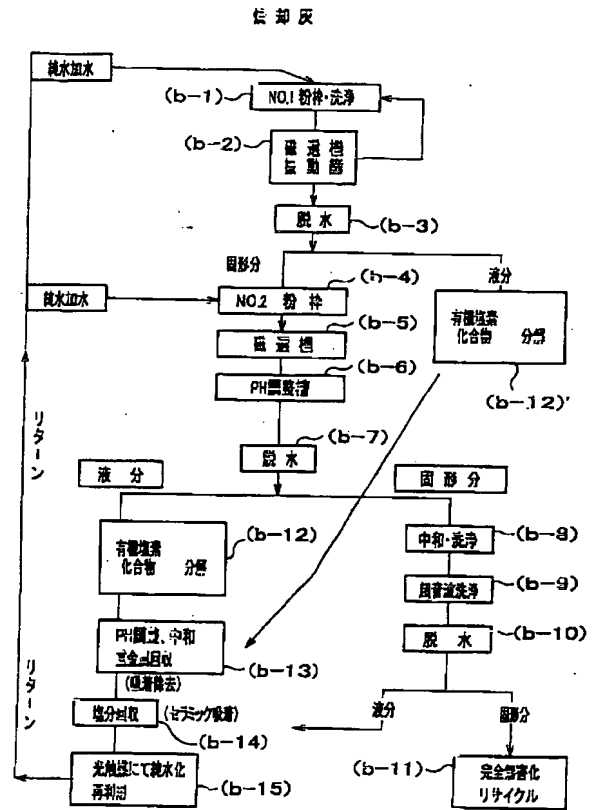 焼却灰
純水加水
(b-1)
NO.1 粉枠・洗浄
(b-2)
磁選機
振動篩
脱水
(b-3)
固形分
液分
(b-4)
純水加水
NO.2 粉枠
(b-5)
磁選機
(b-6)
PH調整槽
有機塩素
化合物 分解
(b-12)'
(b-7)
脱水
リターン
液分
固形分
有機塩素
化合物 分解
(b-12)
中和・洗浄
(b-8)
超音波洗浄
(b-9)
脱水
(b-10)
PH調整、中和
重金属回収
(b-13)
(吸着除去)
リターン
液分
固形分
塩分回収
(セラミック吸着)
(b-14)
光触媒にて純水化
再利用
(b-15)
(b-11)
完全無害化
リサイクル